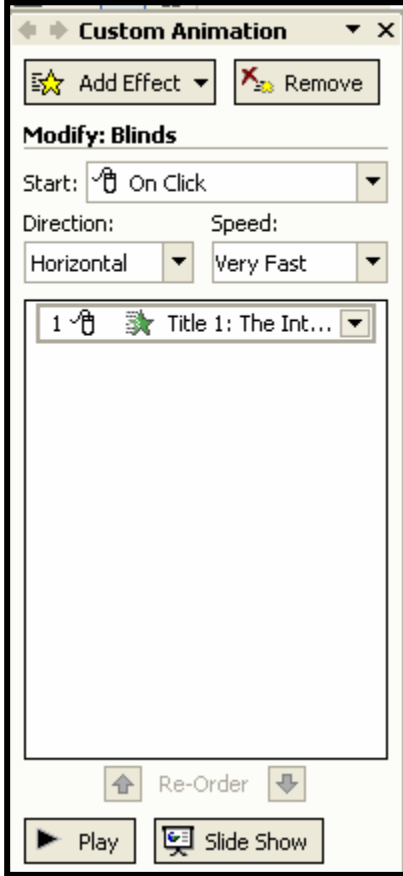 Custom Animation
Add Effect Remove
Modify: Blinds
Start: On Click
Direction: Speed:
Horizontal Very Fast
1 Title 1: The Int...
Re-Order
Play Slide Show